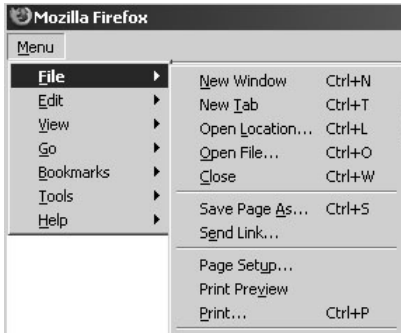 Mozilla Firefox
Menu
File
Edit
View
Go
Bookmarks
Tools
Help
New Window Ctrl+N
New Tab Ctrl+T
Open Location... Ctrl+L
Open File... Ctrl+O
Close Ctrl+W
Save Page As... Ctrl+S
Send Link...
Page Setup...
Print Preview
Print... Ctrl+P